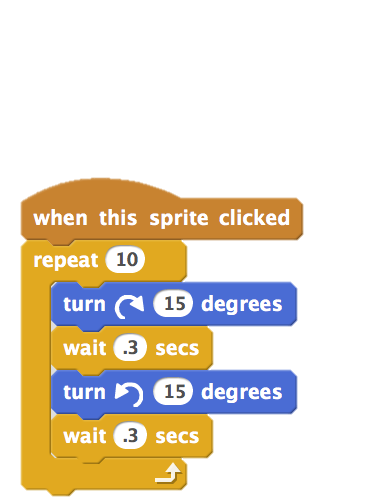 when this sprite clicked
repeat 10
turn 15 degrees
wait .3 secs
turn 15 degrees
wait .3 secs